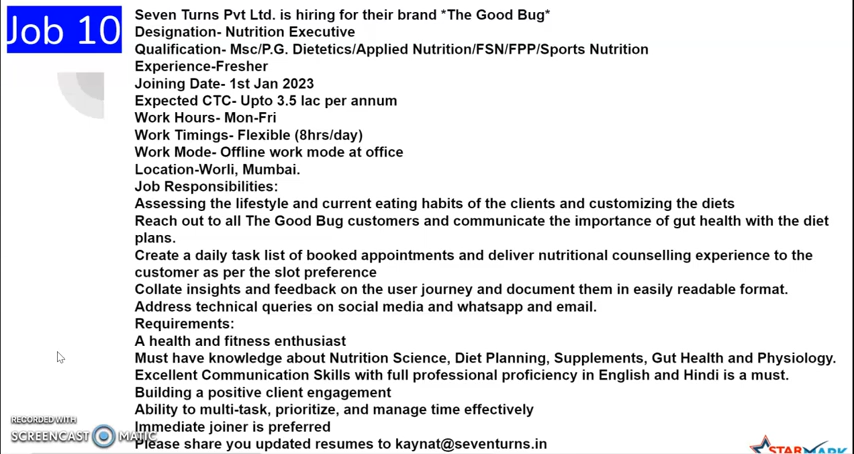 Job 10
Seven Turns Pvt Ltd. is hiring for their brand *The Good Bug*
Designation- Nutrition Executive
Qualification- Msc/P.G. Dietetics/Applied Nutrition/FSN/FPP/Sports Nutrition
Experience-Fresher
Joining Date- 1st Jan 2023
Expected CTC- Upto 3.5 lac per annum
Work Hours- Mon-Fri
Work Timings- Flexible (8hrs/day)
Work Mode- Offline work mode at office
Location-Worli, Mumbai.
Job Responsibilities:
Assessing the lifestyle and current eating habits of the clients and customizing the diets
Reach out to all The Good Bug customers and communicate the importance of gut health with the diet
plans.
Create a daily task list of booked appointments and deliver nutritional counselling experience to the
customer as per the slot preference
Collate insights and feedback on the user journey and document them in easily readable format.
Address technical queries on social media and whatsapp and email.
Requirements:
A health and fitness enthusiast
Must have knowledge about Nutrition Science, Diet Planning, Supplements, Gut Health and Physiology.
Excellent Communication Skills with full professional proficiency in English and Hindi is a must.
Building a positive client engagement
Ability to multi-task, prioritize, and manage time effectively
Immediate joiner is preferred
Please share you updated resumes to kaynat@seventurns.in
RECORDED WITH
SCREENCAST MATIC
STARMARK